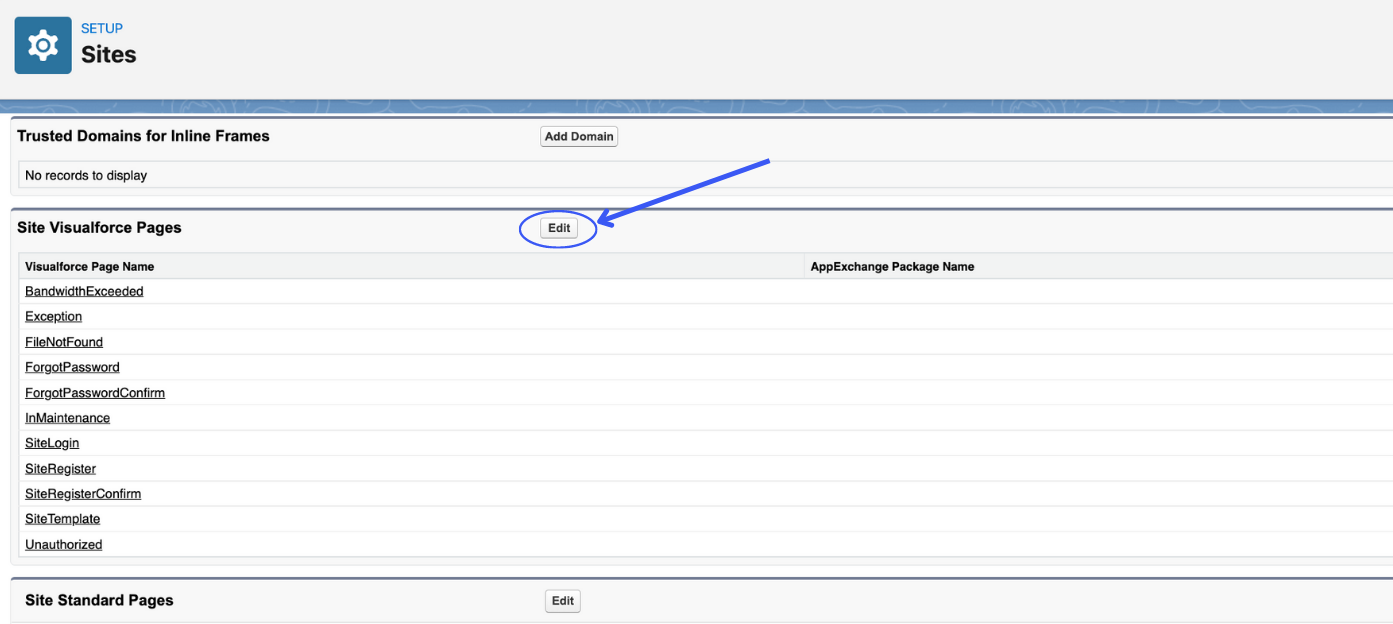 SETUP
Sites
Trusted Domains for Inline Frames
Add Domain
No records to display
Site Visualforce Pages
Edit
Visualforce Page Name
AppExchange Package Name
BandwidthExceeded
Exception
FileNotFound
ForgotPassword
ForgotPasswordConfirm
InMaintenance
SiteLogin
SiteRegister
SiteRegisterConfirm
SiteTemplate
Unauthorized
Site Standard Pages
Edit